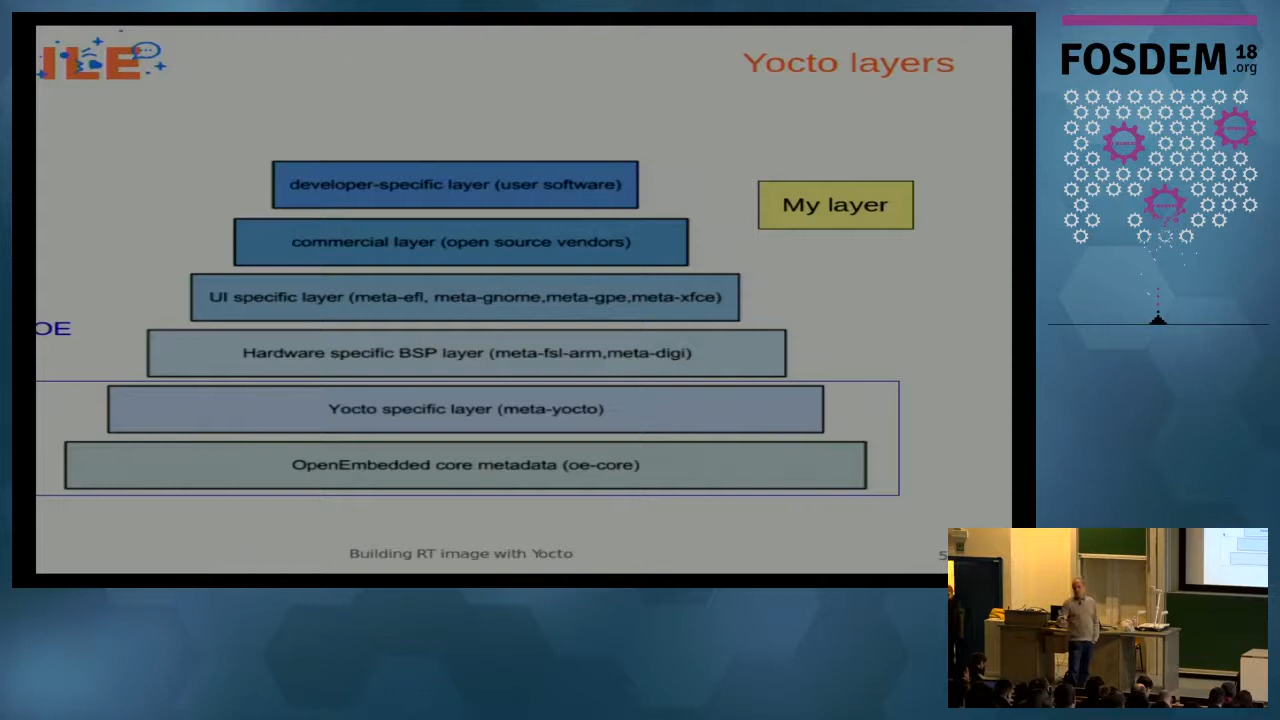 ILE
Yocto layers
developer-specific layer (user software)
My layer
commercial layer (open source vendors)
UI specific layer (meta-efl, meta-gnome,meta-gpe,meta-xfce)
OE
Hardware specific BSP layer (meta-fsl-arm,meta-digi)
Yocto specific layer (meta-yocto)
OpenEmbedded core metadata (oe-core)
Building RT image with Yocto
5
FOSDEM 18
.org